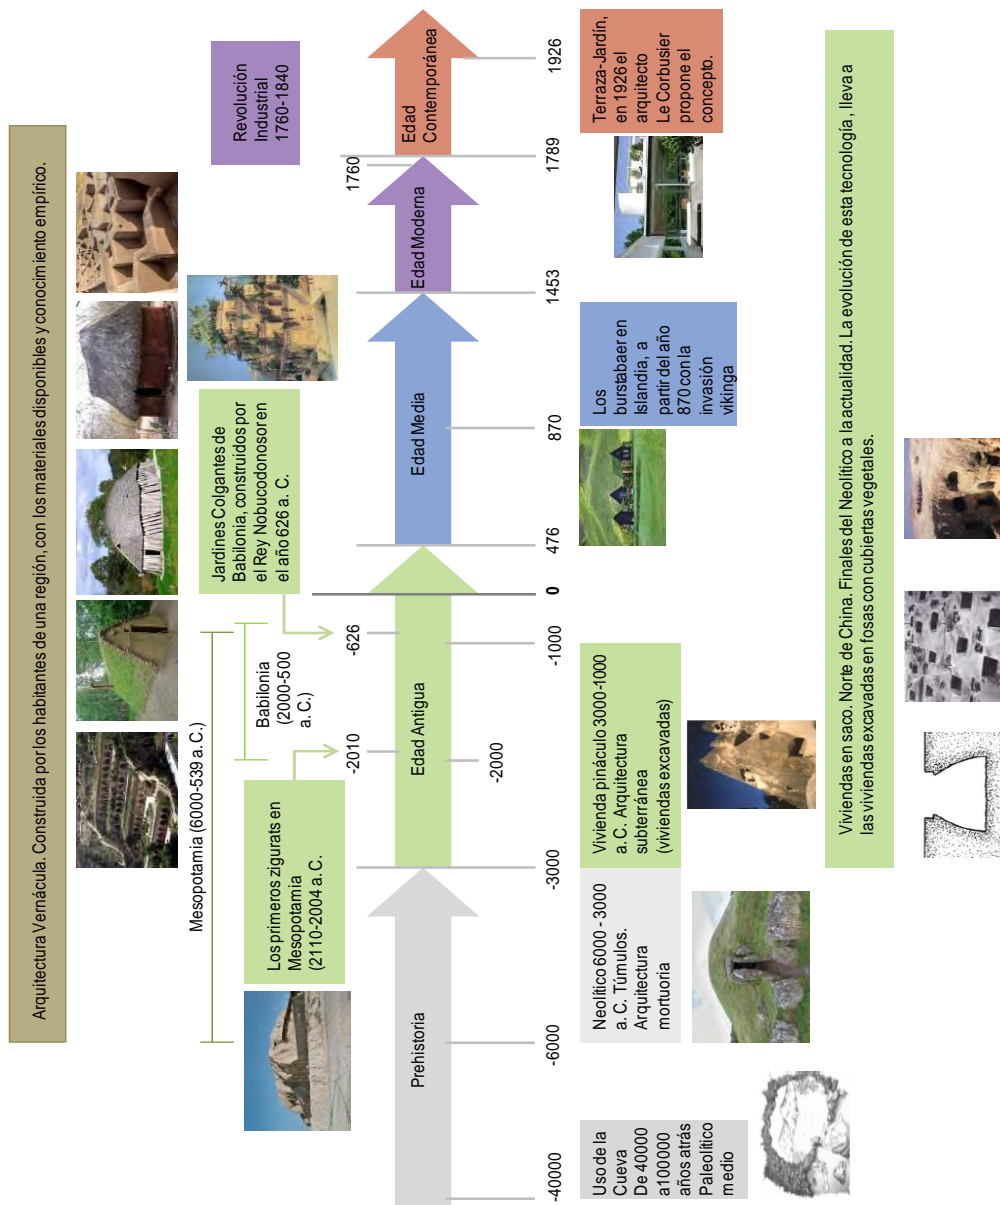 Arquitectura Vernácula. Construida por los habitantes de una región, con los materiales disponibles y conocimiento empírico.
Mesopotamia (6000-539 a. C.)
Babilonia
(2000-500
a. C.)
Los primeros zigurats en
Mesopotamia
(2110-2004 a. C.
Jardines Colgantes de
Babilonia, construidos por
el Rey Nobucodonosor en
el año 626 a. C.
Revolución
Industrial
1760-1840
-2010
-626
1760
Prehistoria
Edad Antigua
Edad Media
Edad Moderna
Edad
Contemporánea
-2000
-40000
-6000
-3000
-1000
0
476
870
1453
1789
1926
Uso de la
Cueva
De 40000
a 100000
años atrás
Paleolítico
medio
Neolítico 6000 - 3000
a. C. Túmulos.
Arquitectura
mortuoria
Vivienda pináculo 3000-1000
a. C. Arquitectura
subterránea
(viviendas excavadas)
Los
burstabaer en
Islandia, a
partir del año
870 con la
invasión
vikinga
Terraza-Jardín,
en 1926 el
arquitecto
Le Corbusier
propone el
concepto.
Viviendas en saco. Norte de China. Finales del Neolítico a la actualidad. La evolución de esta tecnología, lleva a
las viviendas excavadas en fosas con cubiertas vegetales.